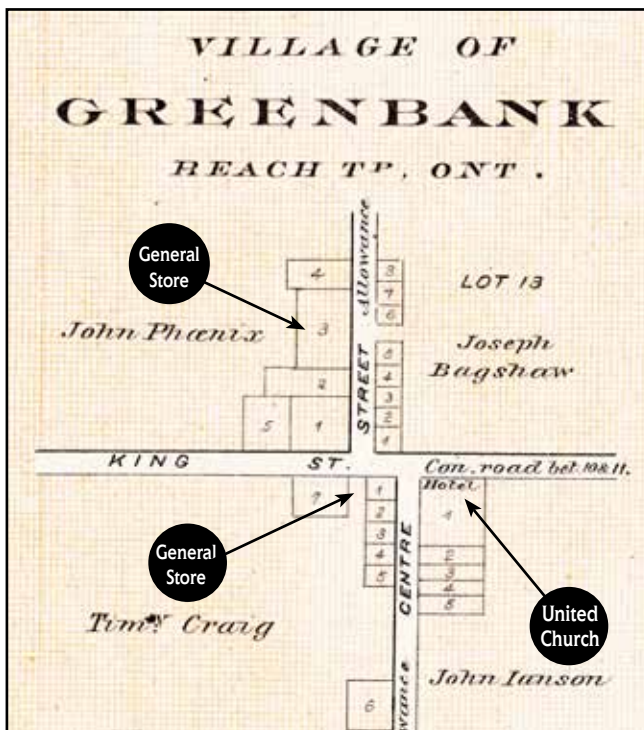 VILLAGE OF
GREENBANK
REACH TP, ONT.
Allowance
General
Store
4
3
7
6
LOT 13
3
John Phœnix
Joseph
Bagshaw
STREET
5
4
3
2
1
2
5
1
KING ST.
Con. road bet. 10 & 11.
Hotel
7
1
2
3
4
5
1
2
3
4
5
General
Store
CENTRE
United
Church
Timy. Craig
John Ianson
6
wance